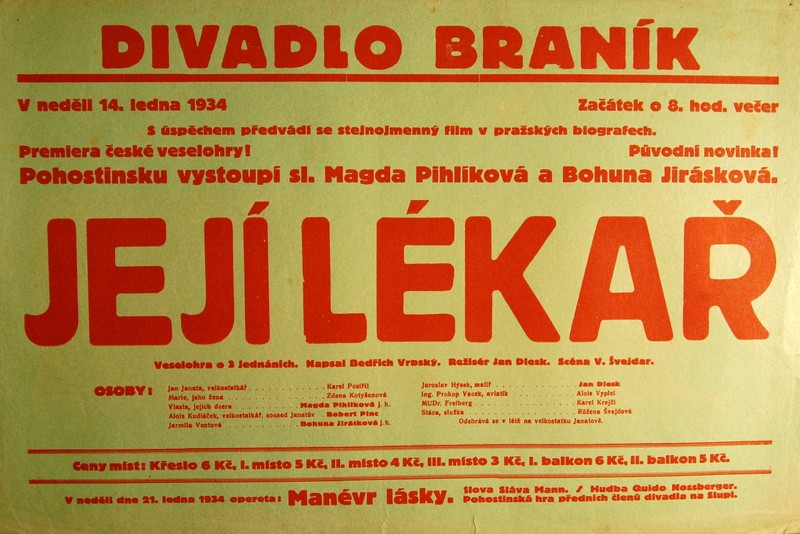 DIVADLO BRANÍK
V neděli 14. ledna 1934 Začátek o 8. hod. večer
S úspěchem předvádí se stejnojmenný film v pražských biografech.
Premiera české veselohry! Původní novinka!
Pohostinsku vystoupí sl. Magda Pihlíková a Bohuna Jirásková.
JEJÍ LÉKAŘ
Veselohra o 3 jednáních. Napsal Bedřich Vrbský. Režisér Jan Diesk. Scéna V. Švejdar.
OSOBY:
Jan Janata, velkostatkář . . . Karel Pospíšil
Marie, jeho žena . . . Zdena Kotyšanová
Vlasta, jejich dcera . . . Magda Pihlíková j. h.
Alois Kudláček, velkostatkář, soused Janatův . Robert Pinc
Jarmila Ventová . . . Bohuna Jirásková j. h.
Jaroslav Hýsek, malíř . . . Jan Diesk
Ing. Prokop Vacek, aviatik . . . Alois Vyplel
MUDr. Freiberg . . . Karel Krejčí
Stáza, služka . . . Růžena Švejdová
Odehrává se v létě na velkostatku Janatově.
Ceny míst: Křeslo 6 Kč, I. místo 5 Kč, II. místo 4 Kč, III. místo 3 Kč, I. balkon 6 Kč, II. balkon 5 Kč.
V neděli dne 21. ledna 1934 opereta: Manévr lásky. Slova Sláva Mann. / Hudba Guido Nossberger.
Pohostinská hra předních členů divadla na Slupi.